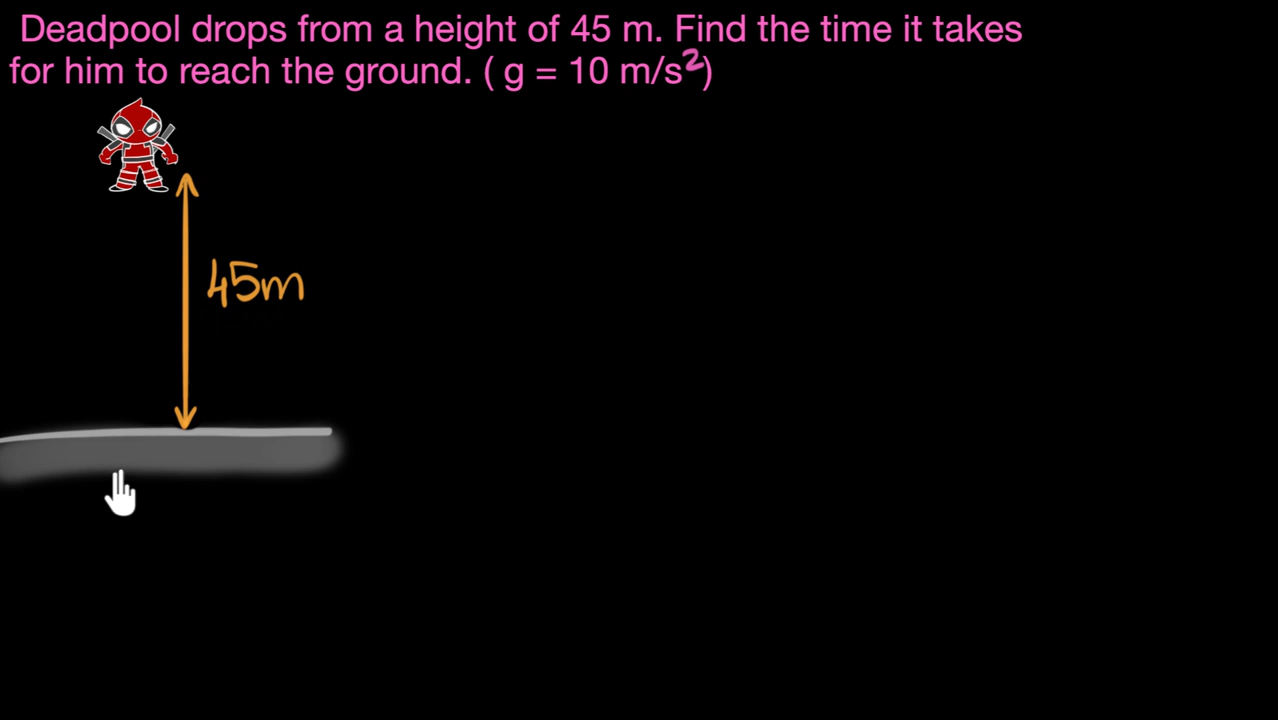 Deadpool drops from a height of 45 m. Find the time it takes
for him to reach the ground. ( g = 10 m/s²)
45m